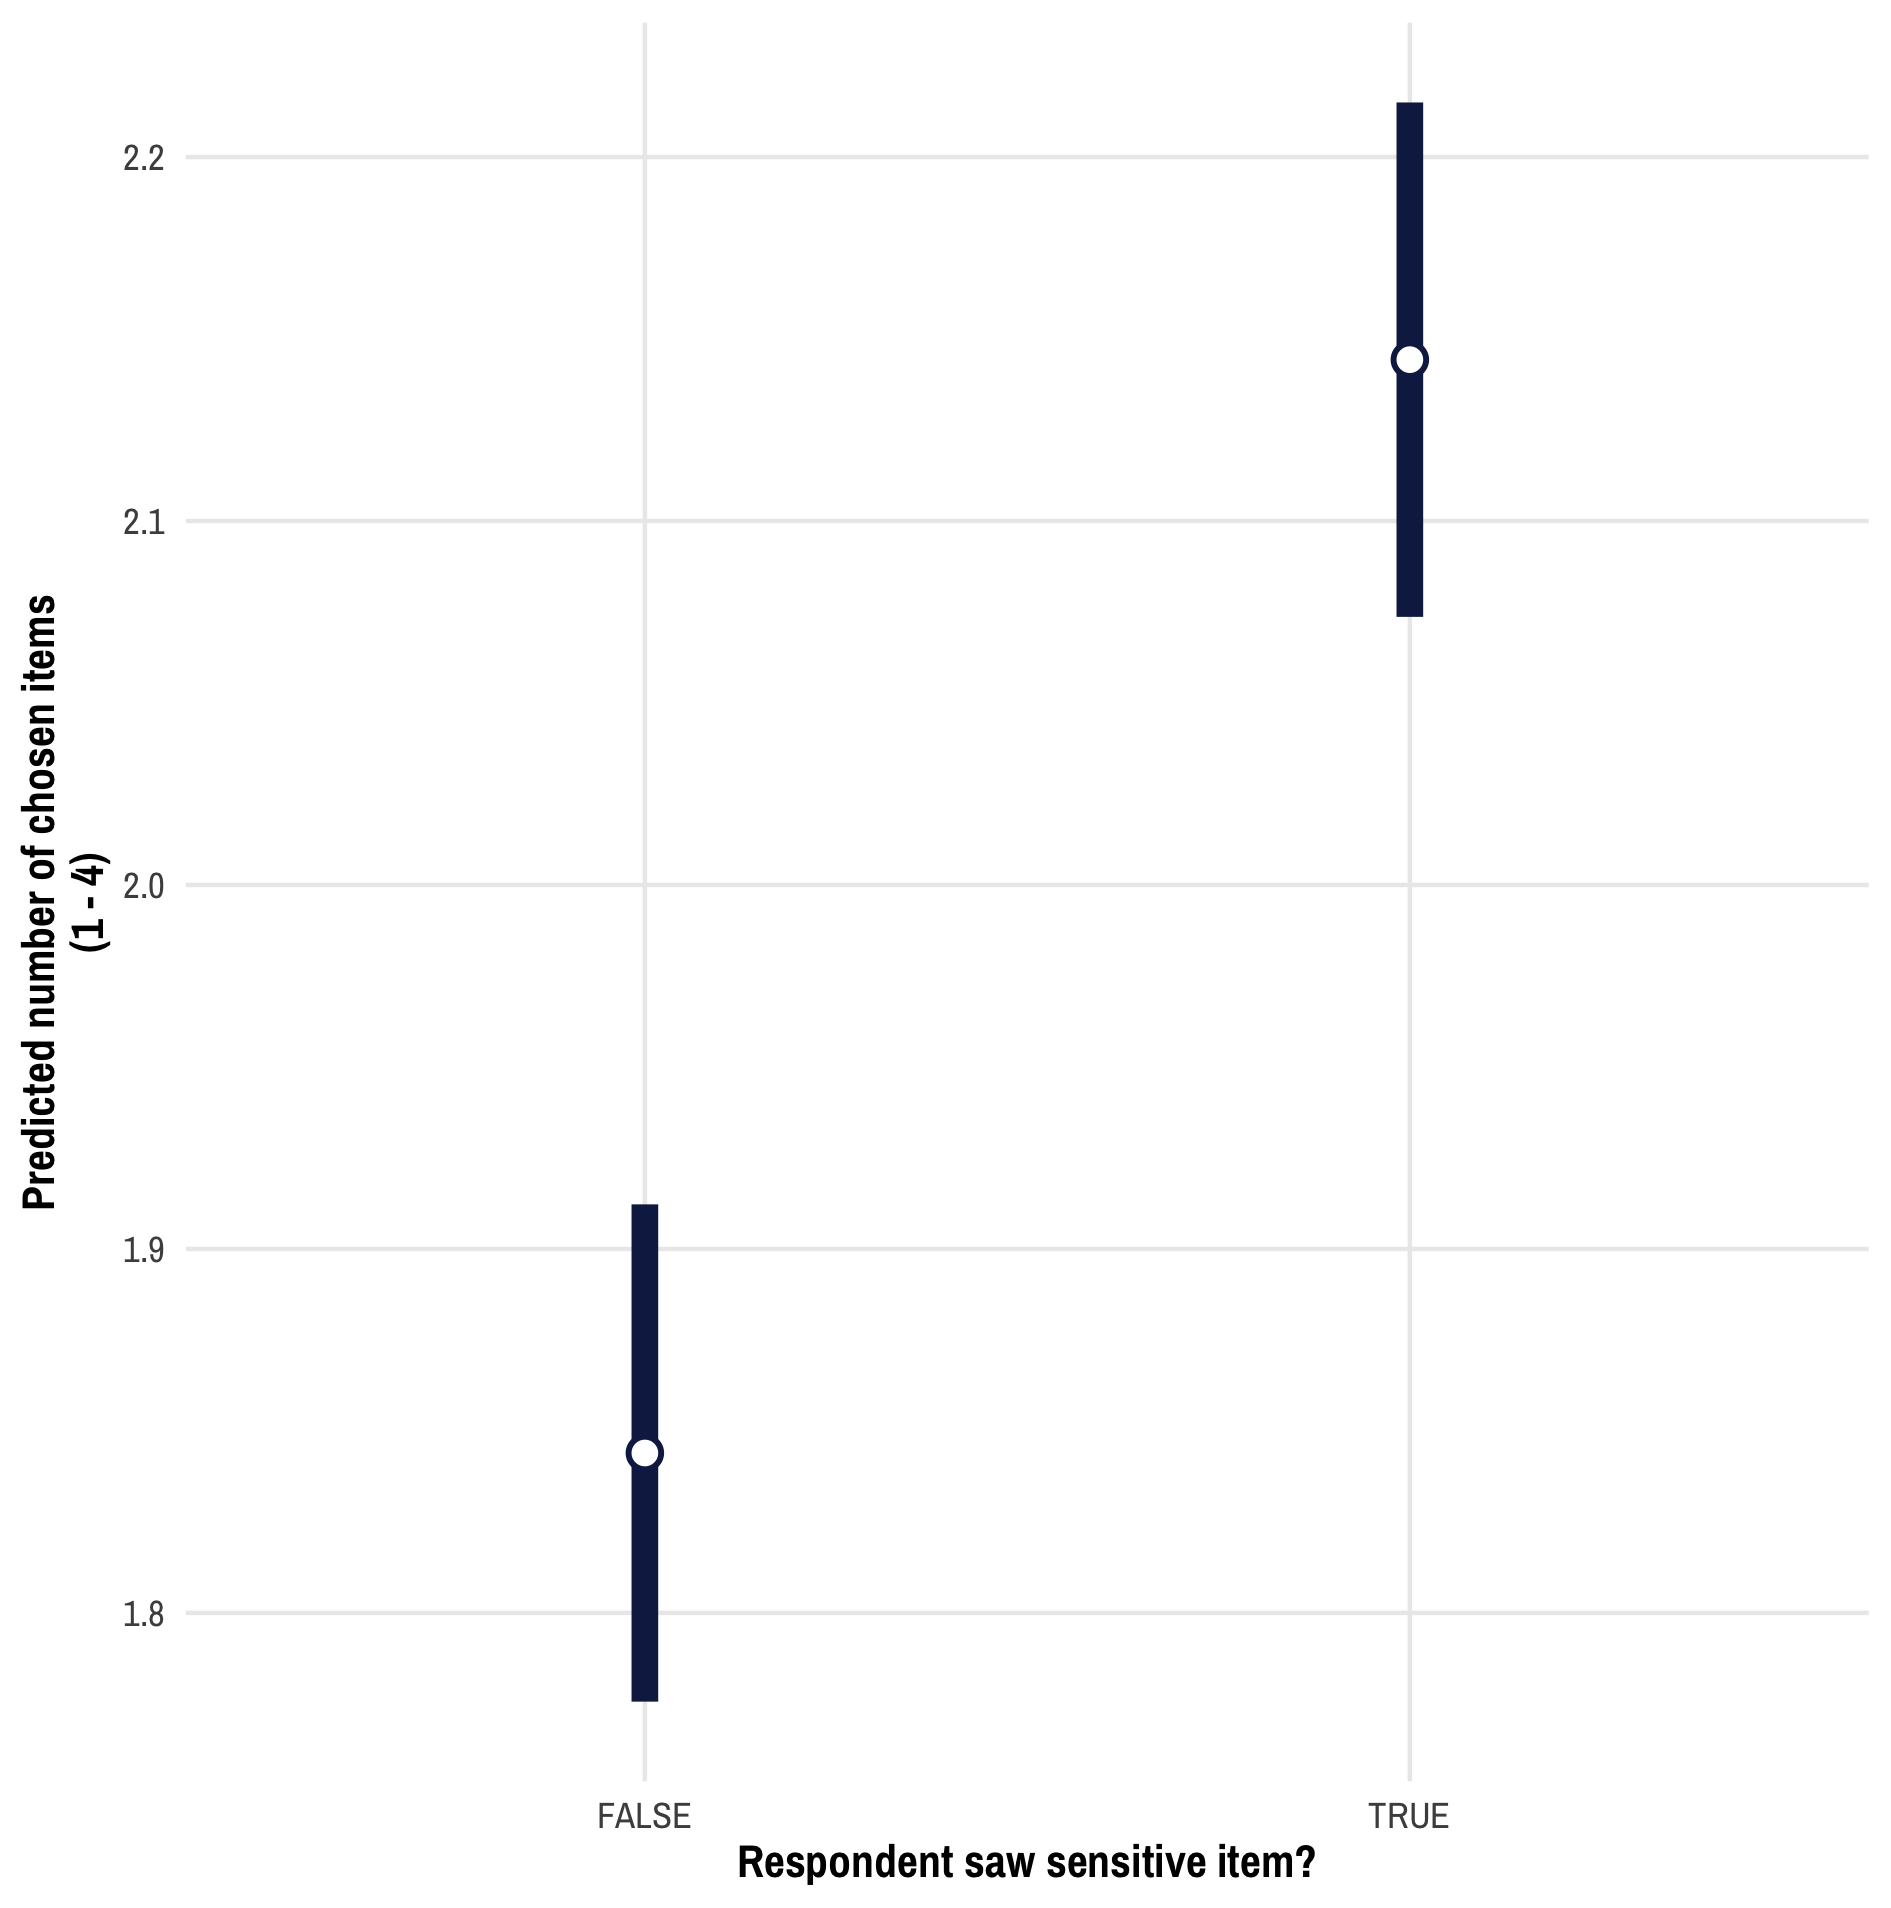 Predicted number of chosen items
(1 - 4)
2.2
2.1
2.0
1.9
1.8
FALSE
TRUE
Respondent saw sensitive item?